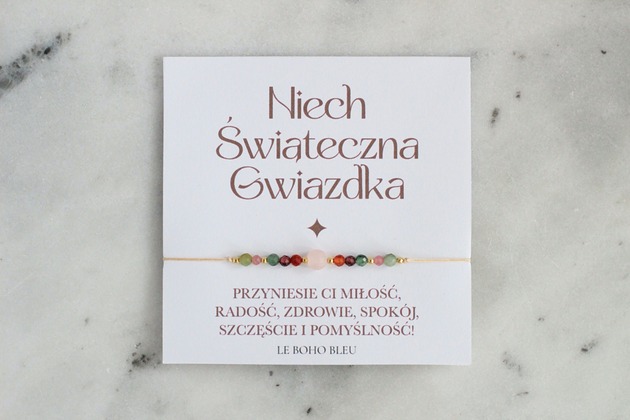 Niech
Świąteczna
Gwiazdka
PRZYNIESIE CI MIŁOŚĆ,
RADOŚĆ, ZDROWIE, SPOKÓJ,
SZCZĘŚCIE I POMYŚLNOŚĆ!
LE BOHO BLEU